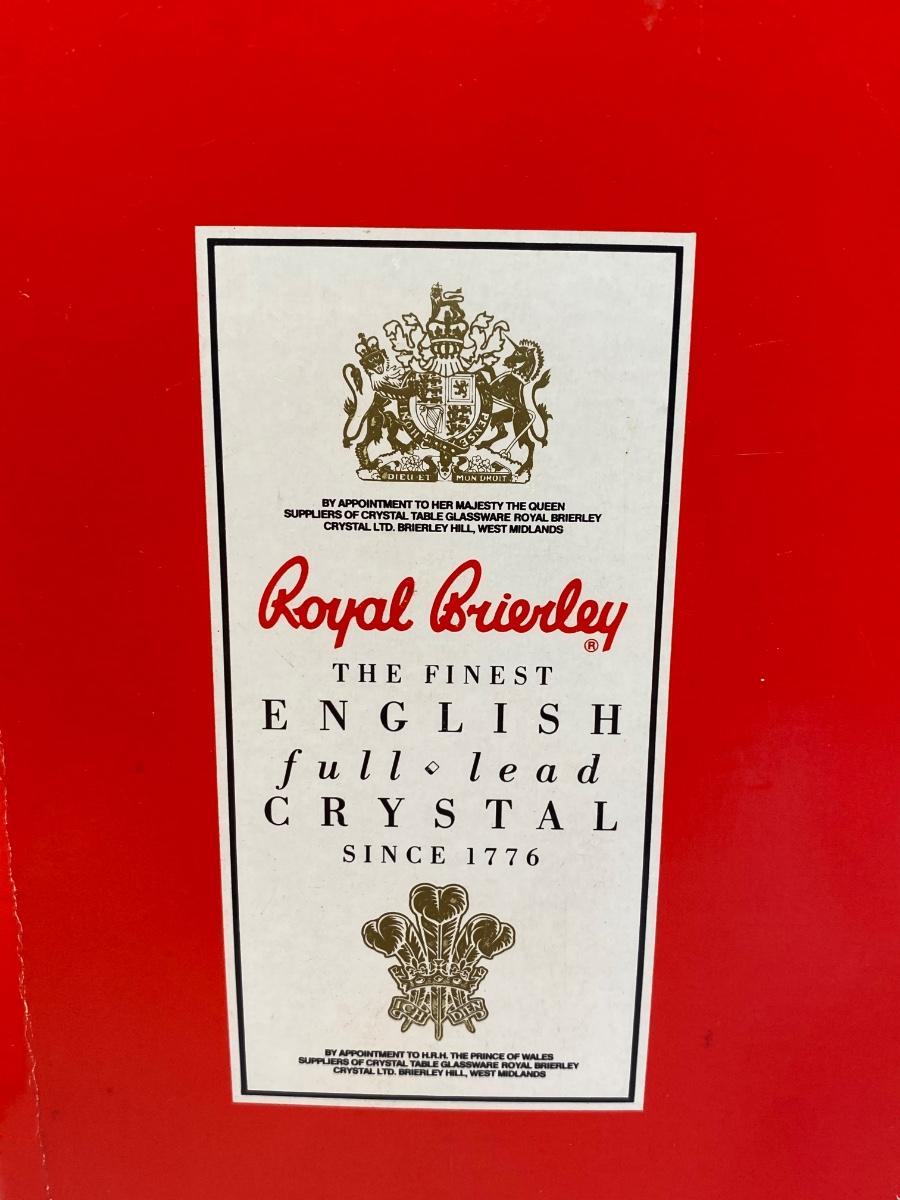 HON
PENSE
DIEU ET MON DROIT
BY APPOINTMENT TO HER MAJESTY THE QUEEN
SUPPLIERS OF CRYSTAL TABLE GLASSWARE ROYAL BRIERLEY
CRYSTAL LTD. BRIERLEY HILL, WEST MIDLANDS
Royal Brierley
®
THE FINEST
ENGLISH
full ◇ lead
CRYSTAL
SINCE 1776
ICH DIEN
BY APPOINTMENT TO H.R.H. THE PRINCE OF WALES
SUPPLIERS OF CRYSTAL TABLE GLASSWARE ROYAL BRIERLEY
CRYSTAL LTD. BRIERLEY HILL, WEST MIDLANDS